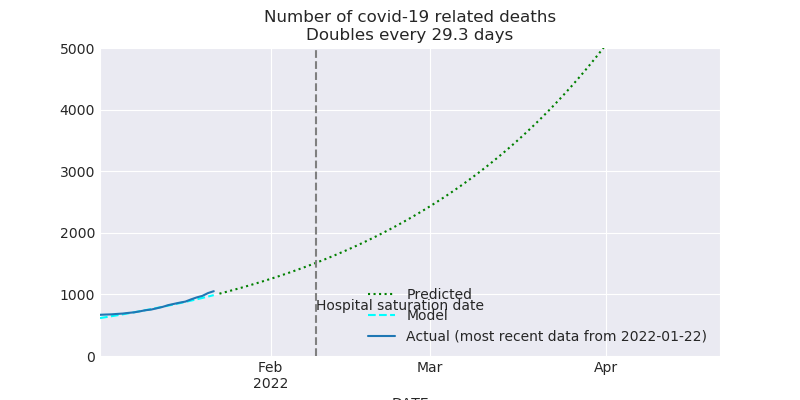 Number of covid-19 related deaths
Doubles every 29.3 days
5000
4000
3000
2000
1000
0
Hospital saturation date
Predicted
Model
Actual (most recent data from 2022-01-22)
Feb
2022
Mar
Apr
DATE